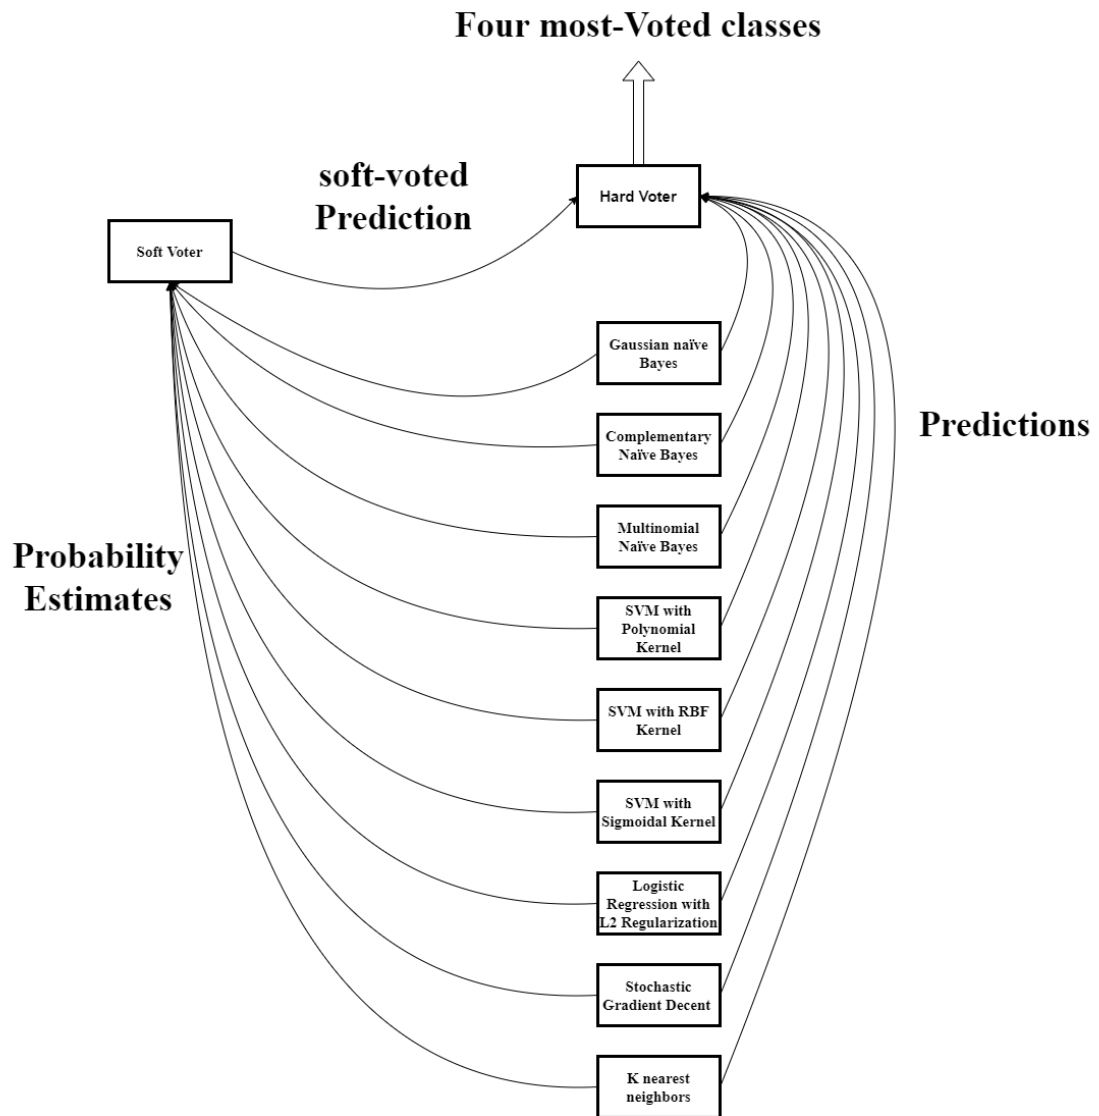 Four most-Voted classes
soft-voted
Prediction
Hard Voter
Soft Voter
Gaussian naïve
Bayes
Complementary
Naïve Bayes
Predictions
Multinomial
Naïve Bayes
Probability
Estimates
SVM with
Polynomial
Kernel
SVM with RBF
Kernel
SVM with
Sigmoidal Kernel
Logistic
Regression with
L2 Regularization
Stochastic
Gradient Decent
K nearest
neighbors